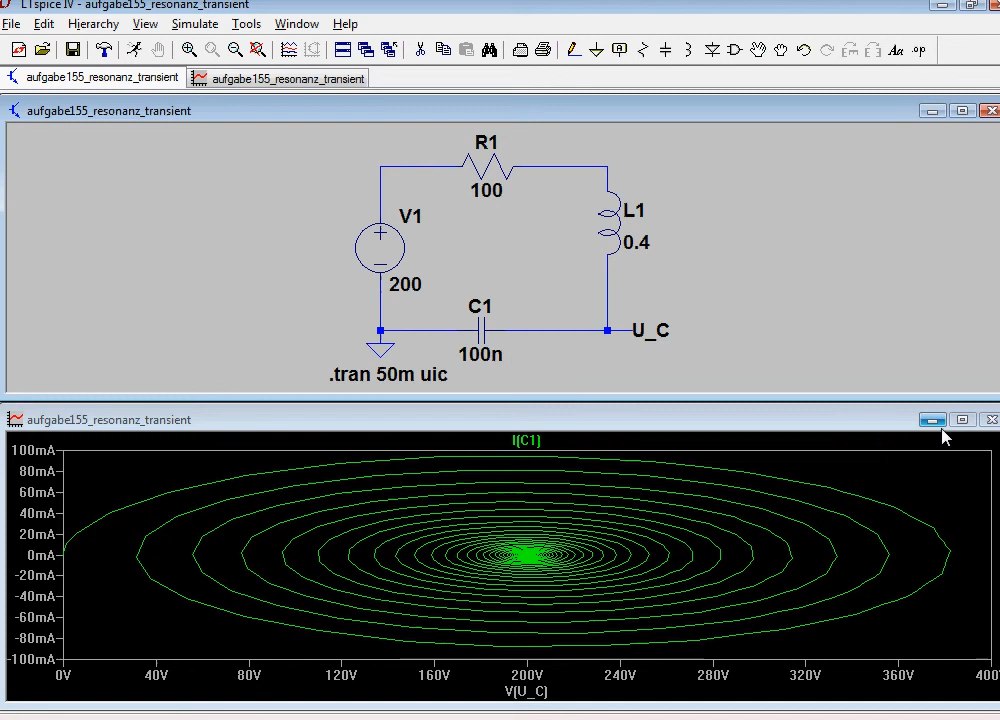 LTspice IV - aufgabe155_resonanz_transient
File Edit Hierarchy View Simulate Tools Window Help
Aa .op
aufgabe155_resonanz_transient aufgabe155_resonanz_transient
aufgabe155_resonanz_transient
R1
100
V1
200
L1
0.4
C1
100n
U_C
.tran 50m uic
aufgabe155_resonanz_transient
I(C1)
100mA
80mA
60mA
40mA
20mA
0mA
-20mA
-40mA
-60mA
-80mA
-100mA
0V 40V 80V 120V 160V 200V 240V 280V 320V 360V 400V
V(U_C)